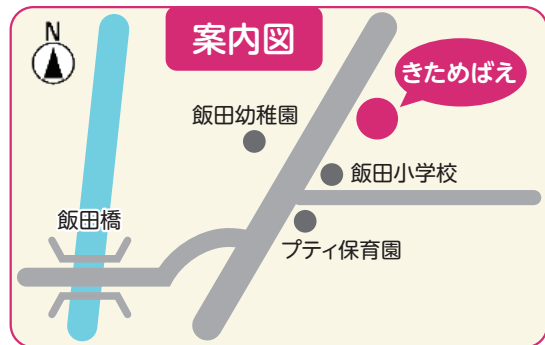 N
案内図
きためばえ
飯田幼稚園
飯田小学校
飯田橋
プティ保育園